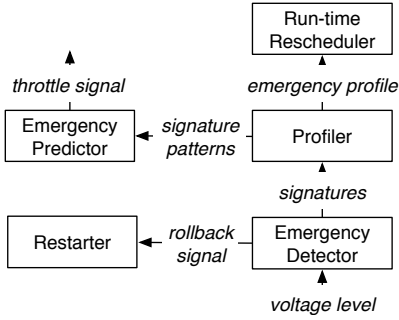 Run-time
Rescheduler
throttle signal
emergency profile
Emergency
Predictor
signature
patterns
Profiler
signatures
Restarter
rollback
signal
Emergency
Detector
voltage level